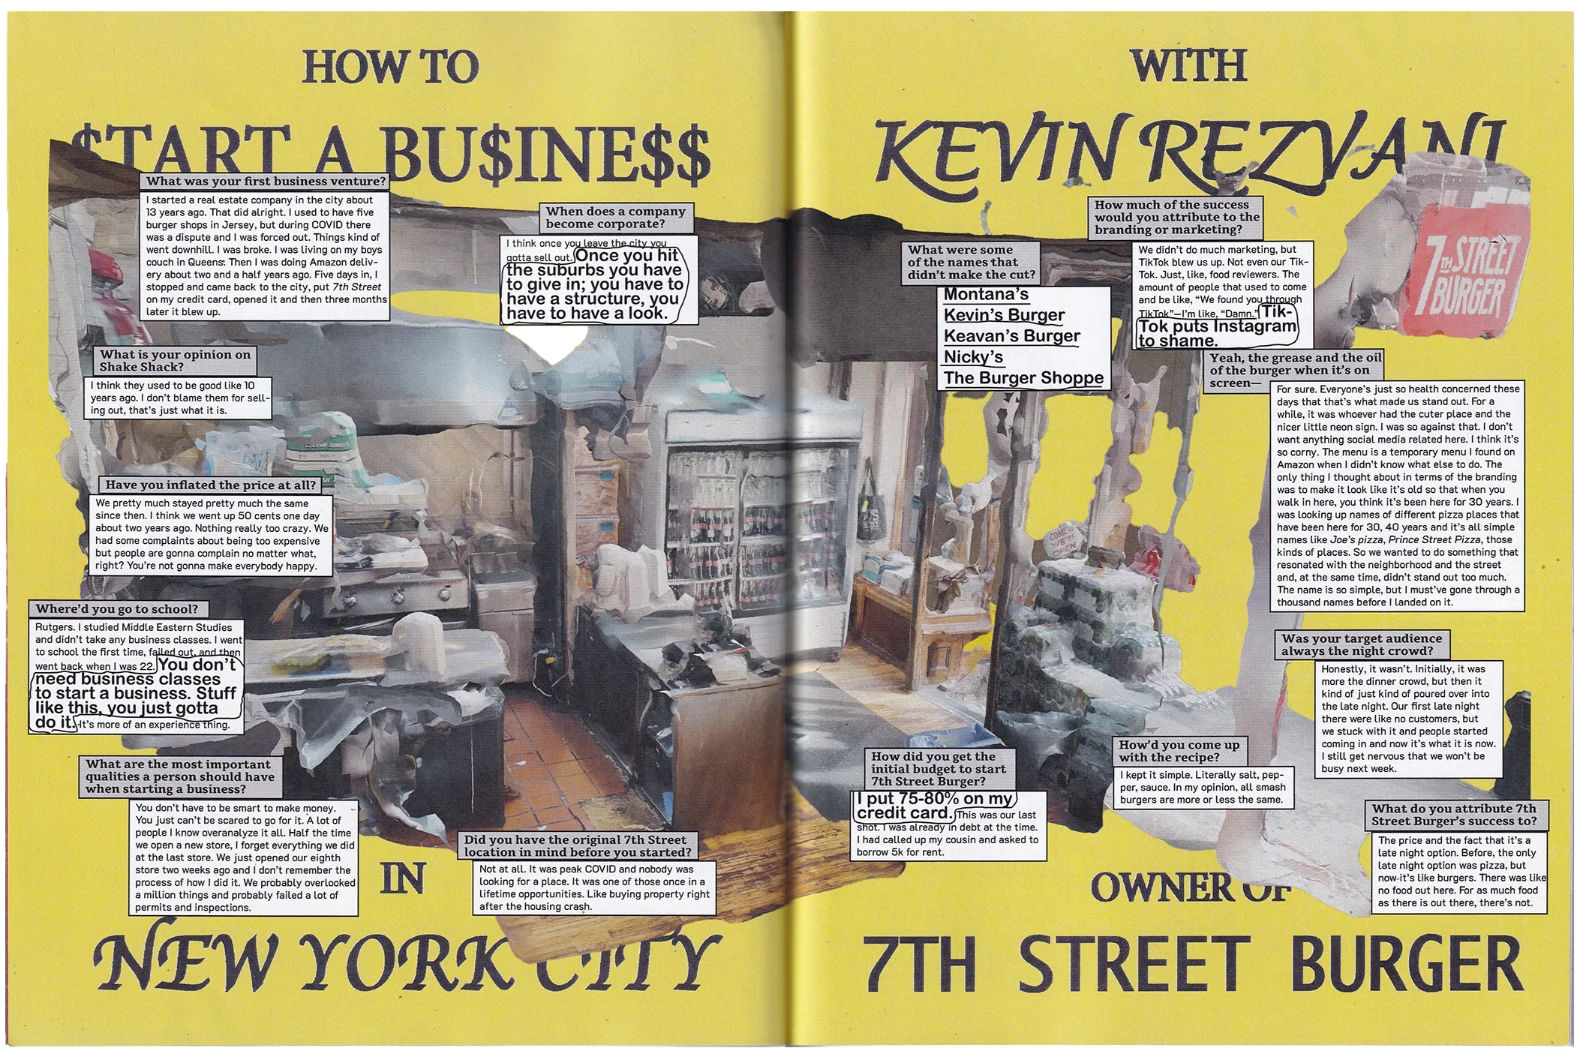 HOW TO
$TART A BU$INE$$
What was your first business venture?
I started a real estate company in the city about
13 years ago. That did alright. I used to have five
burger shops in Jersey, but during COVID there
was a dispute and I was forced out. Things kind of
went downhill. I was broke. I was living on my boys
couch in Queens. Then I was doing Amazon deliv-
ery about two and a half years ago. Five days in, I
stopped and came back to the city, put 7th Street
on my credit card, opened it and then three months
later it blew up.
When does a company
become corporate?
I think once you leave the city you
gotta sell out. Once you hit
the suburbs you have
to give in; you have to
have a structure, you
have to have a look.
What is your opinion on
Shake Shack?
I think they used to be good like 10
years ago. I don't blame them for sell-
ing out, that's just what it is.
Have you inflated the price at all?
We pretty much stayed pretty much the same
since then. I think we went up 50 cents one day
about two years ago. Nothing really too crazy. We
had some complaints about being too expensive
but people are gonna complain no matter what,
right? You're not gonna make everybody happy.
Where'd you go to school?
Rutgers. I studied Middle Eastern Studies
and didn't take any business classes. I went
to school the first time, failed out, and then
went back when I was 22. You don't
need business classes
to start a business. Stuff
like this, you just gotta
do it. It's more of an experience thing.
What are the most important
qualities a person should have
when starting a business?
You don't have to be smart to make money.
You just can't be scared to go for it. A lot of
people I know overanalyze it all. Half the time
we open a new store, I forget everything we did
at the last store. We just opened our eighth
store two weeks ago and I don't remember the
process of how I did it. We probably overlooked
a million things and probably failed a lot of
permits and inspections.
Did you have the original 7th Street
location in mind before you started?
Not at all. It was peak COVID and nobody was
looking for a place. It was one of those once in a
lifetime opportunities. Like buying property right
after the housing crash.
IN
NEW YORK CITY
WITH
KEVIN REZVANI
How much of the success
would you attribute to the
branding or marketing?
We didn't do much marketing, but
TikTok blew us up. Not even our Tik-
Tok. Just, like, food reviewers. The
amount of people that used to come
and be like, "We found you through
TikTok"—I'm like, "Damn." Tik-
Tok puts Instagram
to shame.
7TH STREET
BURGER
What were some
of the names that
didn't make the cut?
Montana's
Kevin's Burger
Keavan's Burger
Nicky's
The Burger Shoppe
Yeah, the grease and the oil
of the burger when it's on
screen—
For sure. Everyone's just so health concerned these
days that that's what made us stand out. For a
while, it was whoever had the cuter place and the
nicer little neon sign. I was so against that. I don't
want anything social media related here. I think it's
so corny. The menu is a temporary menu I found on
Amazon when I didn't know what else to do. The
only thing I thought about in terms of the branding
was to make it look like it's old so that when you
walk in here, you think it's been here for 30 years. I
was looking up names of different pizza places that
have been here for 30, 40 years and it's all simple
names like Joe's pizza, Prince Street Pizza, those
kinds of places. So we wanted to do something that
resonated with the neighborhood and the street
and, at the same time, didn't stand out too much.
The name is so simple, but I must've gone through a
thousand names before I landed on it.
Was your target audience
always the night crowd?
Honestly, it wasn't. Initially, it was
more the dinner crowd, but then it
kind of just kind of poured over into
the late night. Our first late night
there were like no customers, but
we stuck with it and people started
coming in and now it's what it is now.
I still get nervous that we won't be
busy next week.
How did you get the
initial budget to start
7th Street Burger?
I put 75-80% on my
credit card. This was our last
shot. I was already in debt at the time.
I had called up my cousin and asked to
borrow 5k for rent.
How'd you come up
with the recipe?
I kept it simple. Literally salt, pep-
per, sauce. In my opinion, all smash
burgers are more or less the same.
What do you attribute 7th
Street Burger's success to?
The price and the fact that it's a
late night option. Before, the only
late night option was pizza, but
now it's like burgers. There was like
no food out here. For as much food
as there is out there, there's not.
OWNER OF
7TH STREET BURGER